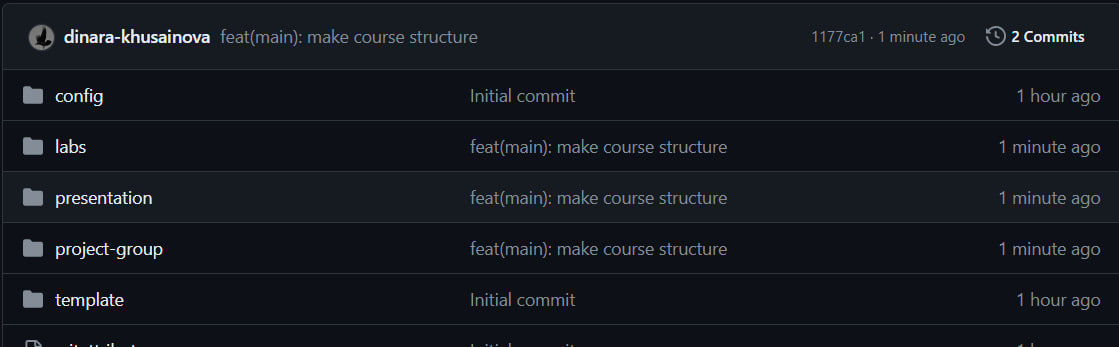 dinara-khusainova feat(main): make course structure 1177ca1 · 1 minute ago 2 Commits
config Initial commit 1 hour ago
labs feat(main): make course structure 1 minute ago
presentation feat(main): make course structure 1 minute ago
project-group feat(main): make course structure 1 minute ago
template Initial commit 1 hour ago
Initial commit